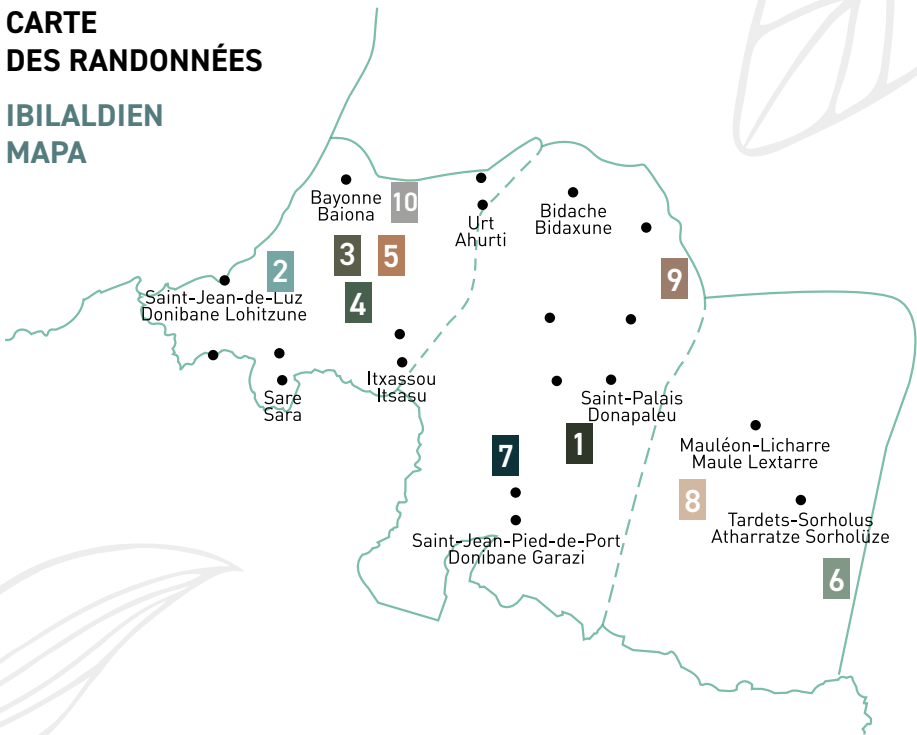 CARTE
DES RANDONNÉES
IBILALDIEN
MAPA
Bayonne
Baiona
10
Urt
Ahurti
Bidache
Bidaxune
3
5
2
9
4
Saint-Jean-de-Luz
Donibane Lohitzune
Itxassou
Itsasu
Sare
Sara
Saint-Palais
Donapaleu
1
7
Mauléon-Licharre
Maule Lextarre
8
Tardets-Sorholus
Atharratze Sorholüze
Saint-Jean-Pied-de-Port
Donibane Garazi
6